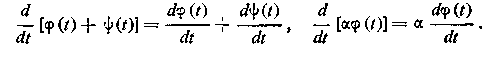 d/dt [φ(t) + ψ(t)] = dφ(t)/dt + dψ(t)/dt, d/dt [αφ(t)] = α dφ(t)/dt.